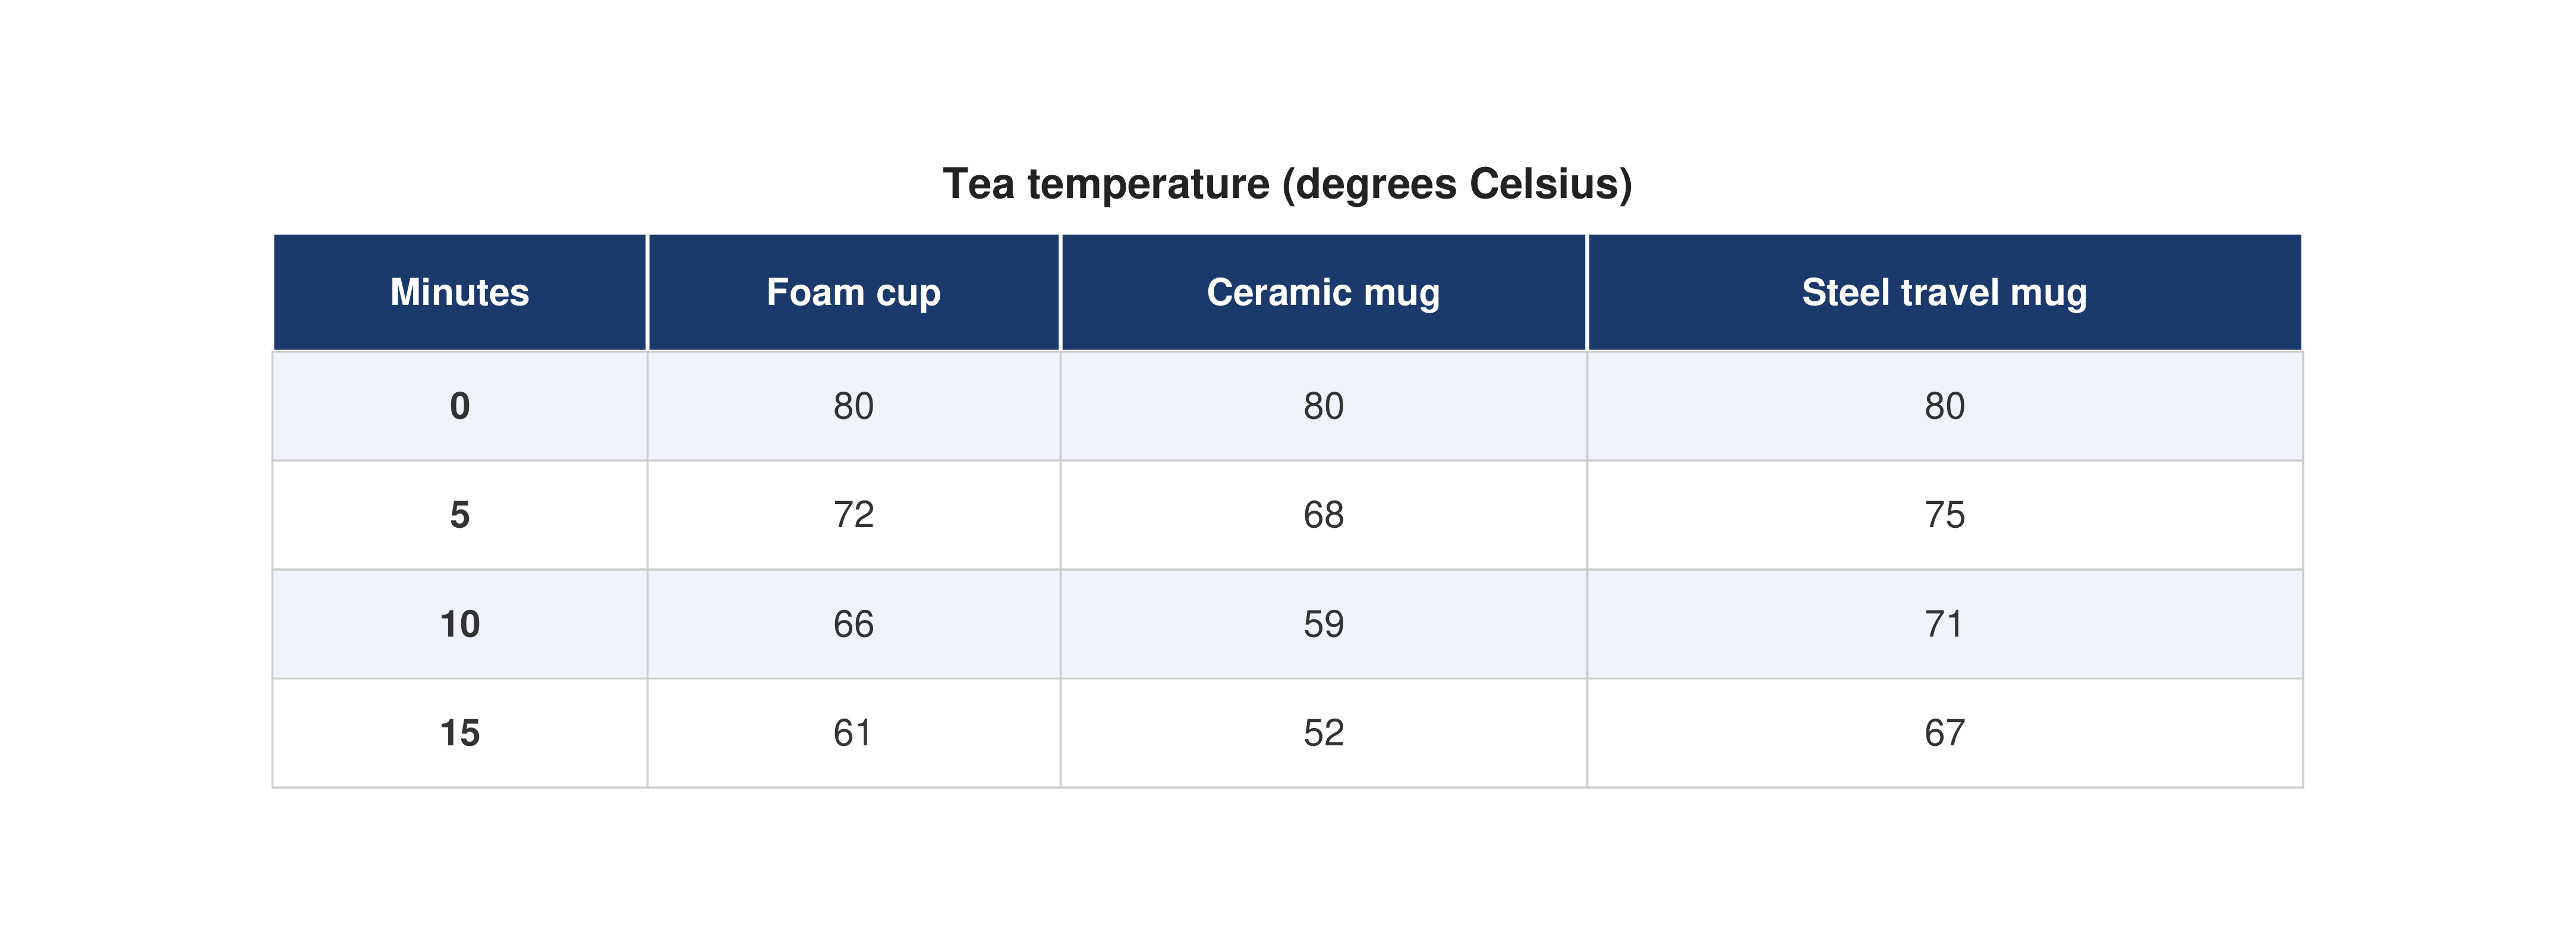 Tea temperature (degrees Celsius)
Minutes Foam cup Ceramic mug Steel travel mug
0 80 80 80
5 72 68 75
10 66 59 71
15 61 52 67